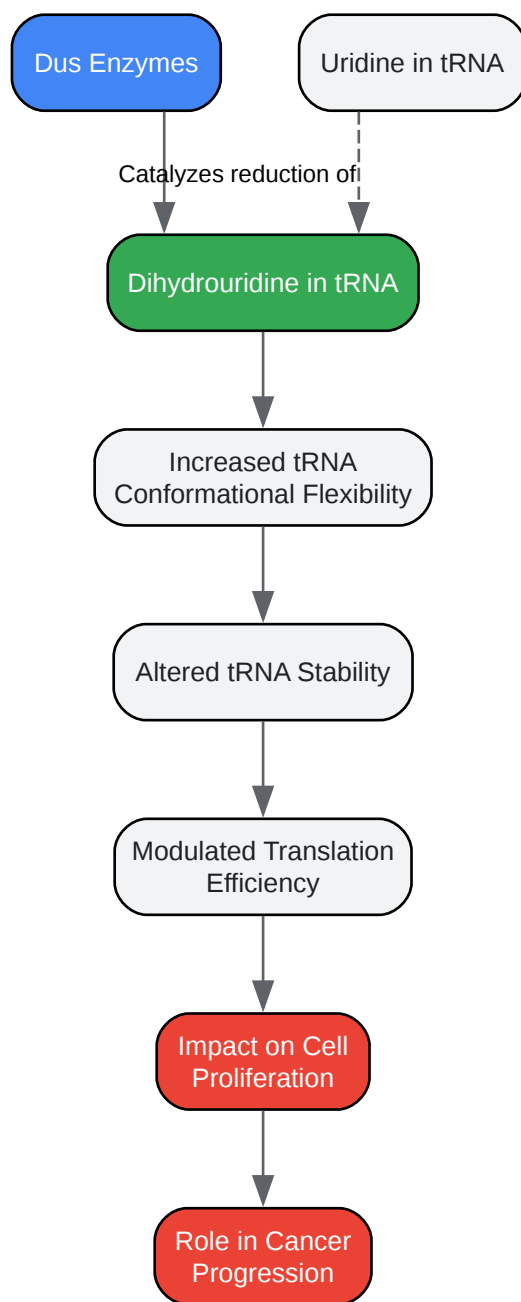 Dus Enzymes
Uridine in tRNA
Catalyzes reduction of
Dihydrouridine in tRNA
Increased tRNA
Conformational Flexibility
Altered tRNA Stability
Modulated Translation
Efficiency
Impact on Cell
Proliferation
Role in Cancer
Progression